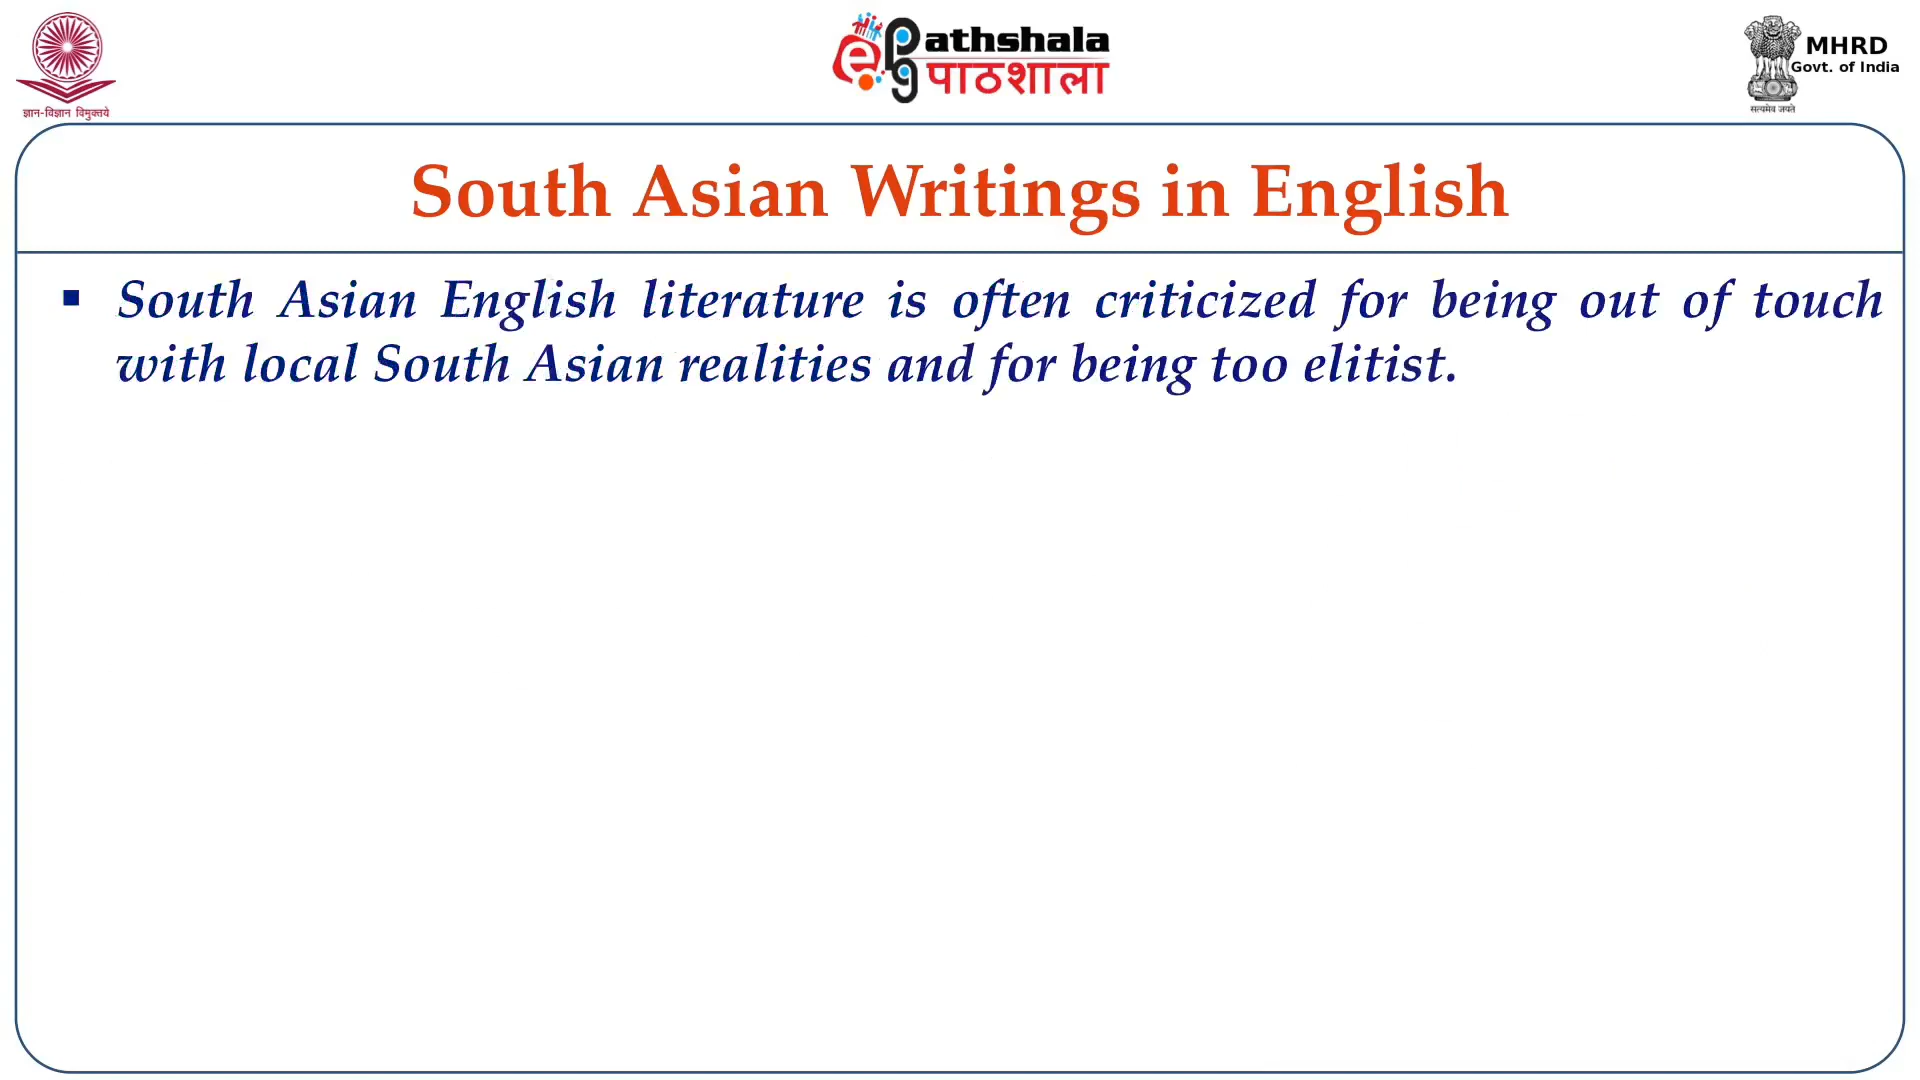 ज्ञान-विज्ञान विमुक्तये
e Pathshala
पाठशाला
MHRD
Govt. of India
सत्यमेव जयते
South Asian Writings in English
▪ South Asian English literature is often criticized for being out of touch
with local South Asian realities and for being too elitist.